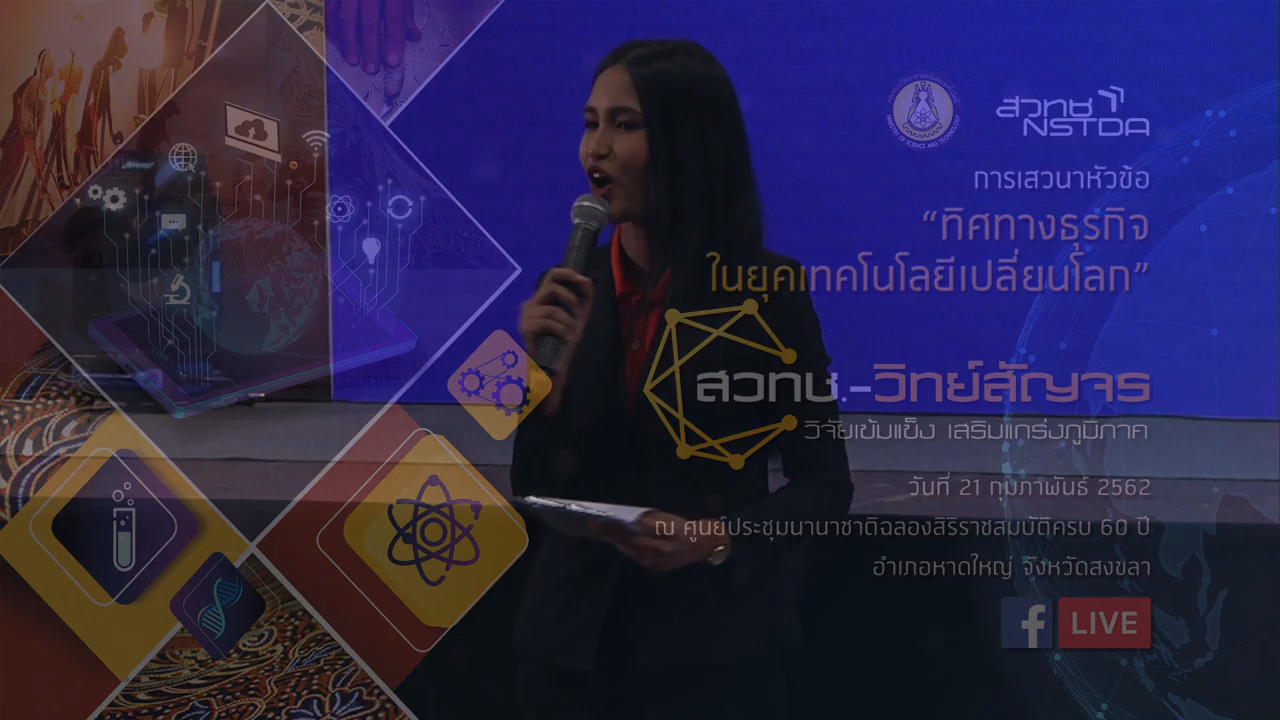 สวทช
NSTDA
MINISTRY OF SCIENCE AND TECHNOLOGY
การเสวนาหัวข้อ
“ทิศทางธุรกิจ
ในยุคเทคโนโลยีเปลี่ยนโลก”
สวทช.-วิทย์สัญจร
วิจัยเข้มแข็ง เสริมแกร่งภูมิภาค
วันที่ 21 กุมภาพันธ์ 2562
ณ ศูนย์ประชุมนานาชาติฉลองสิริราชสมบัติครบ 60 ปี
อำเภอหาดใหญ่ จังหวัดสงขลา
f LIVE